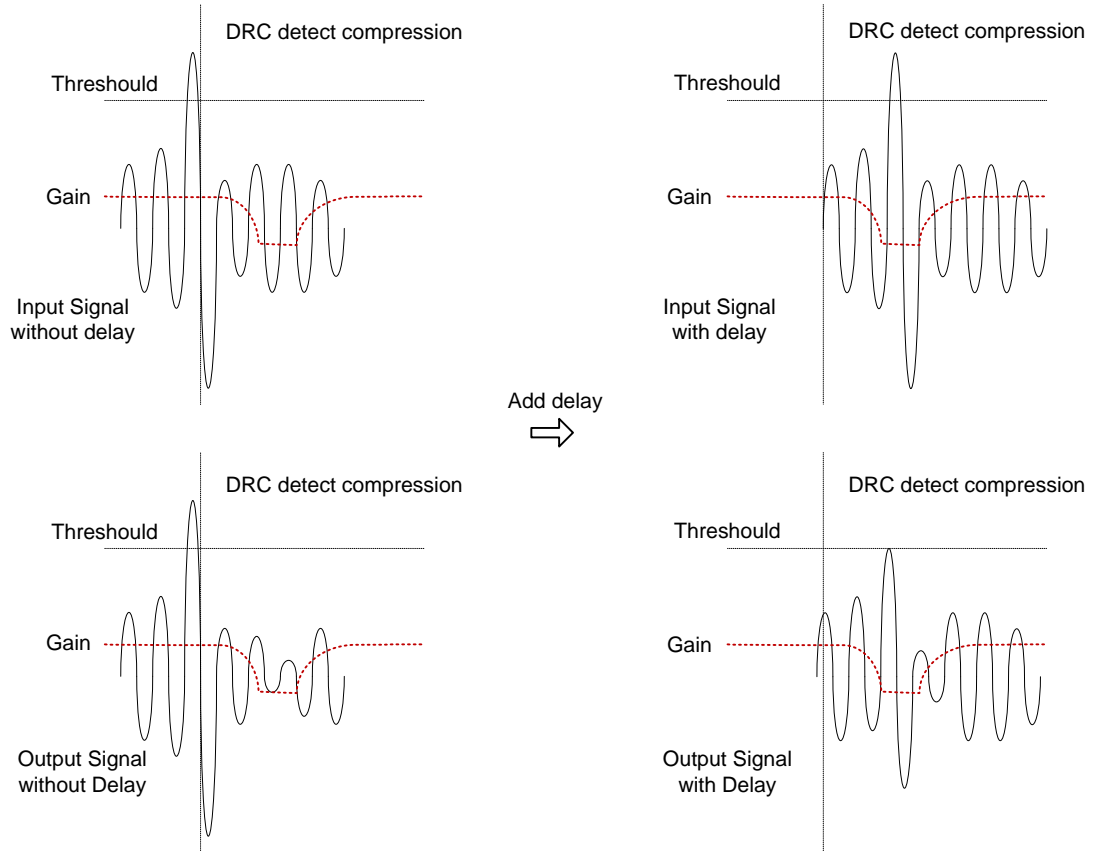 DRC detect compression
Threshould
Gain
Input Signal
without delay
DRC detect compression
Threshould
Gain
Input Signal
with delay
Add delay
DRC detect compression
Threshould
Gain
Output Signal
without Delay
DRC detect compression
Threshould
Gain
Output Signal
with Delay